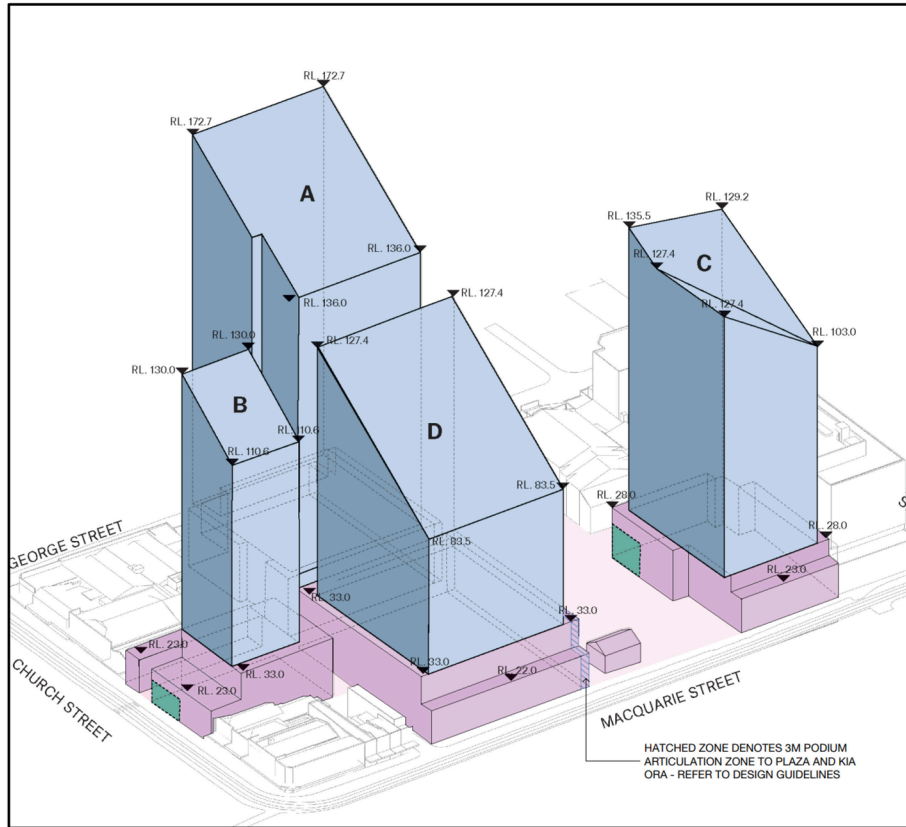 RL. 172.7
RL. 172.7
A
RL. 129.2
RL. 135.5
RL. 136.0
RL. 127.4
C
RL. 127.4
RL. 136.0
RL. 127.4
RL. 130.0
RL. 127.4
RL. 103.0
RL. 130.0
B
D
RL. 110.6
RL. 110.6
RL. 83.5
RL. 28.0
GEORGE STREET
RL. 83.5
RL. 28.0
S
RL. 33.0
RL. 23.0
RL. 33.0
RL. 23.0
RL. 33.0
RL. 33.0
RL. 22.0
RL. 23.0
CHURCH STREET
MACQUARIE STREET
HATCHED ZONE DENOTES 3M PODIUM
ARTICULATION ZONE TO PLAZA AND KIA
ORA - REFER TO DESIGN GUIDELINES